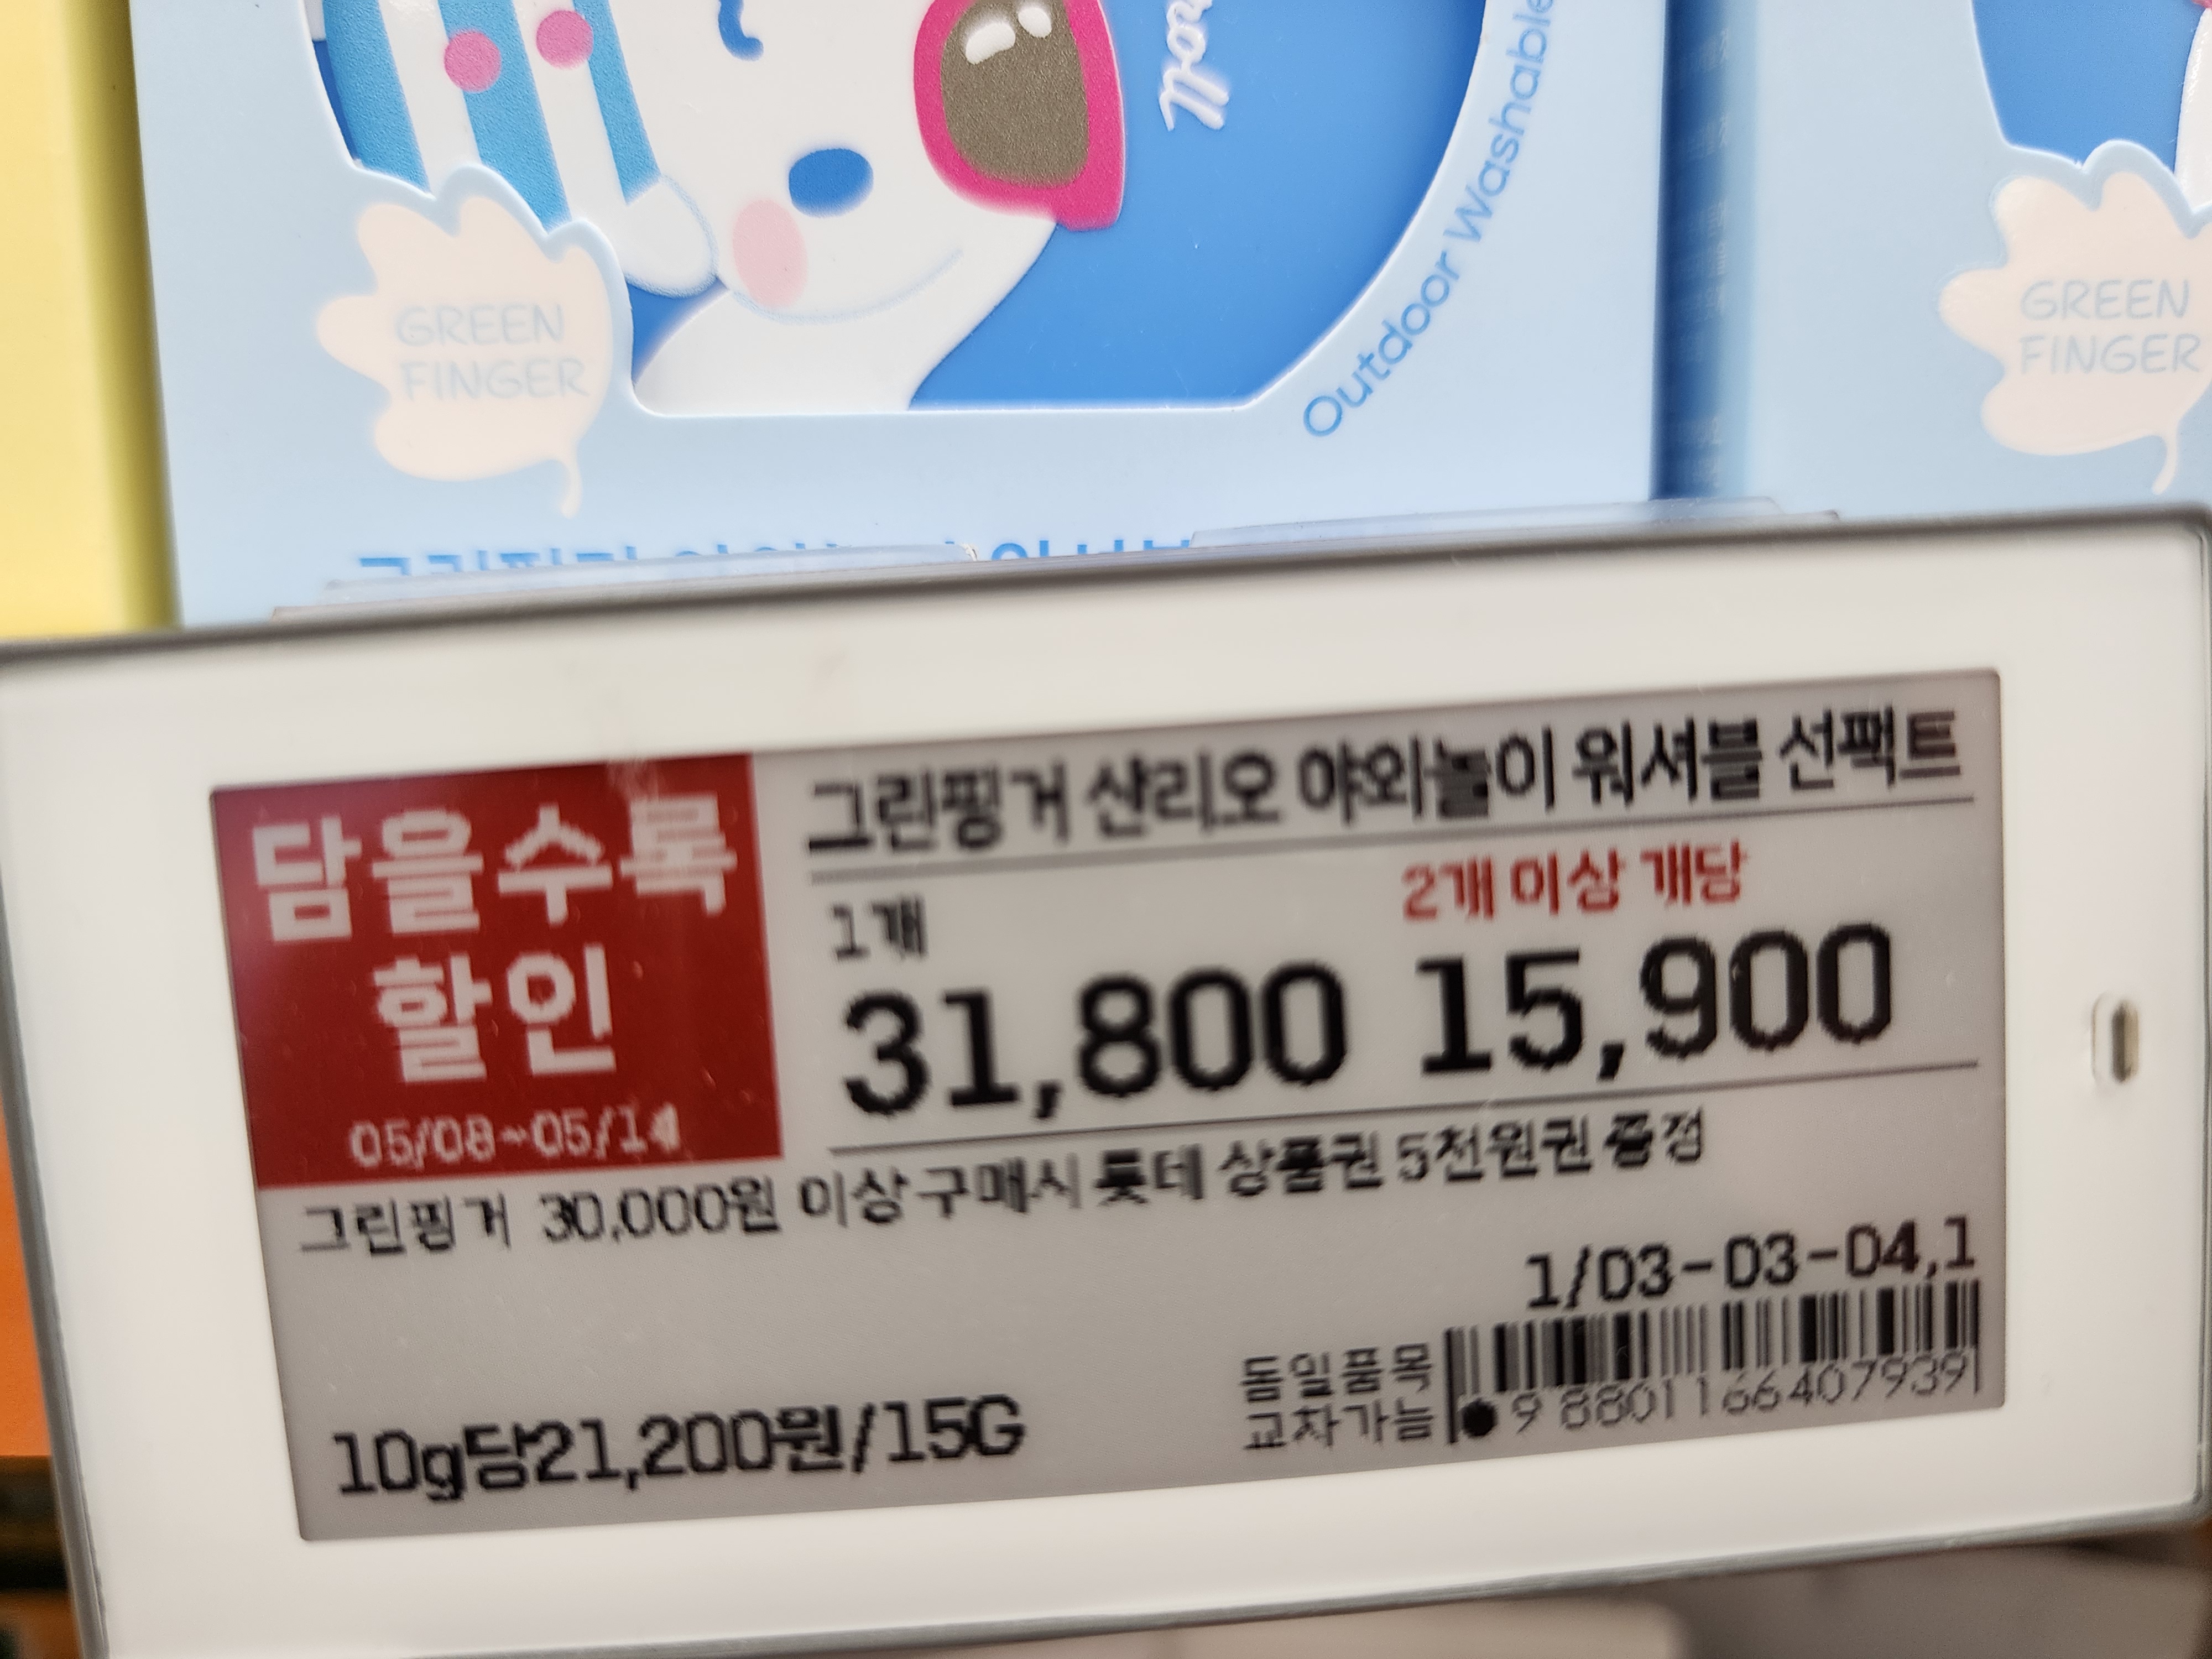 Outdoor Washable
GREEN
FINGER
GREEN
FINGER
담을수록
할인
05/08~05/14
그린핑거 산리오 야외놀이 워셔블 선팩트
1개
31,800
2개 이상 개당
15,900
그린핑거 30,000원 이상 구매시 롯데 상품권 5천원권 증정
1/03-03-04,1
동일품목
교차가능
9 880116 6407939
10g당21,200원/15G